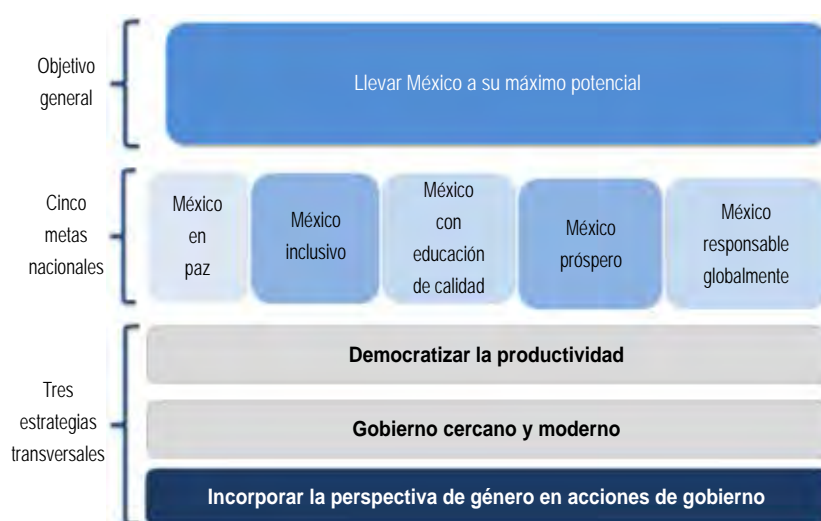 Objetivo
general
Llevar México a su máximo potencial
Cinco
metas
nacionales
México
en
paz
México
inclusivo
México
con
educación
de calidad
México
próspero
México
responsable
globalmente
Tres
estrategias
transversales
Democratizar la productividad
Gobierno cercano y moderno
Incorporar la perspectiva de género en acciones de gobierno